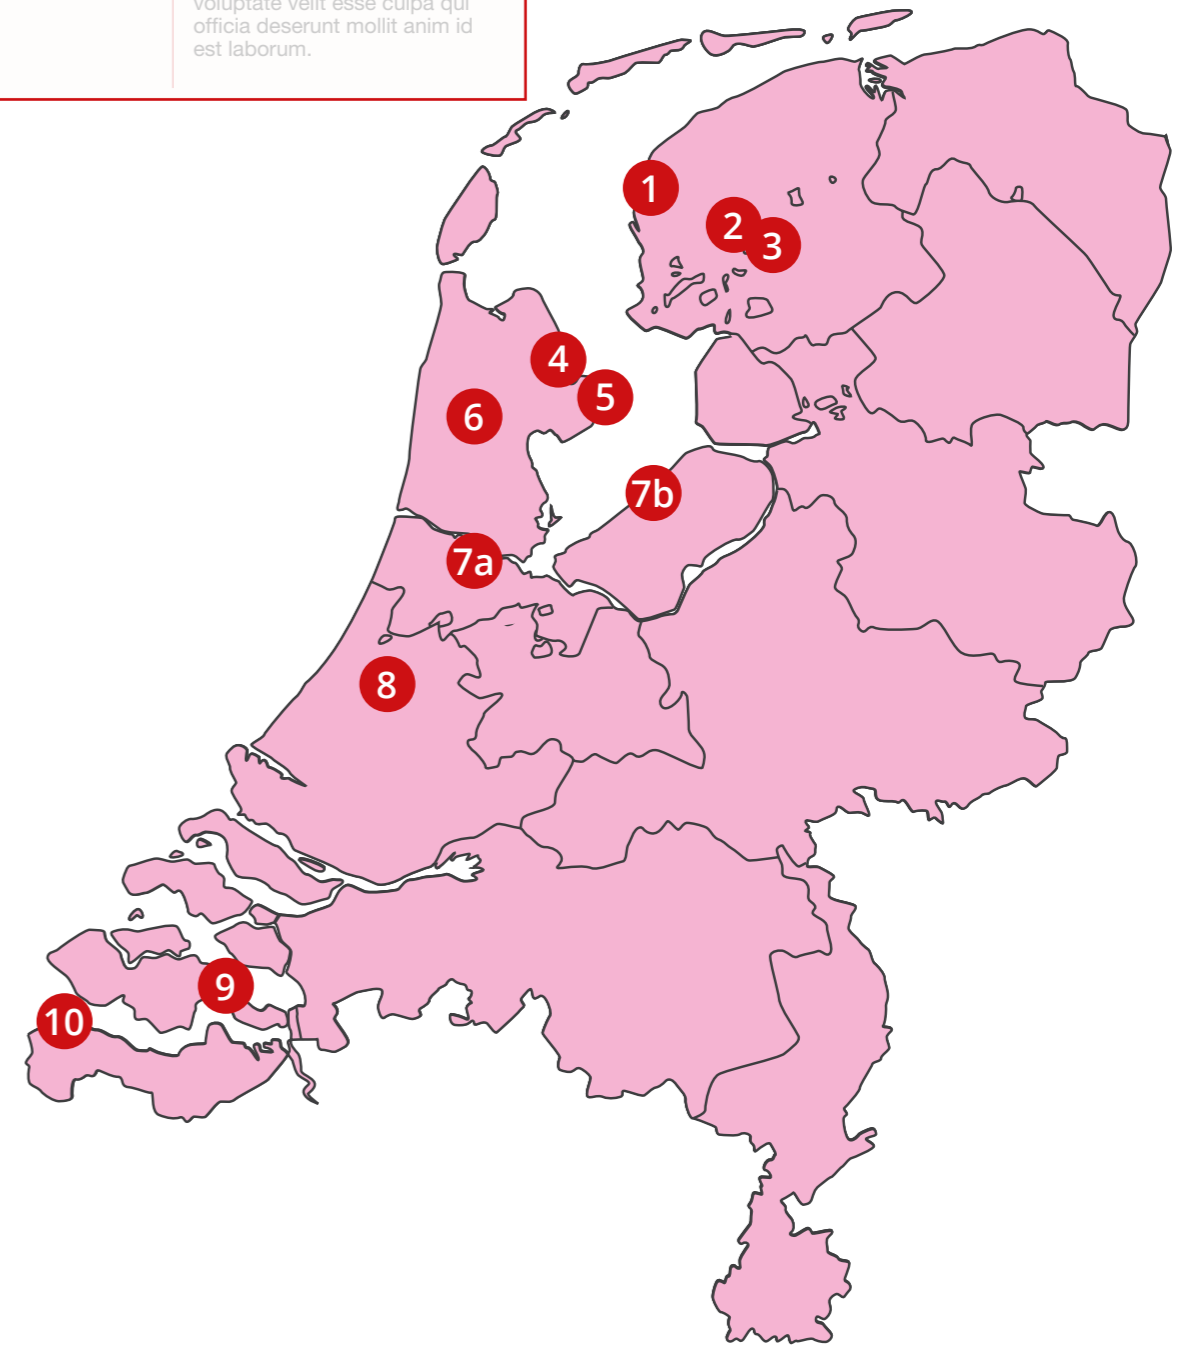 voluptate velit esse culpa qui
officia deserunt mollit anim id
est laborum.
1
2
3
4
5
6
7b
7a
8
9
10